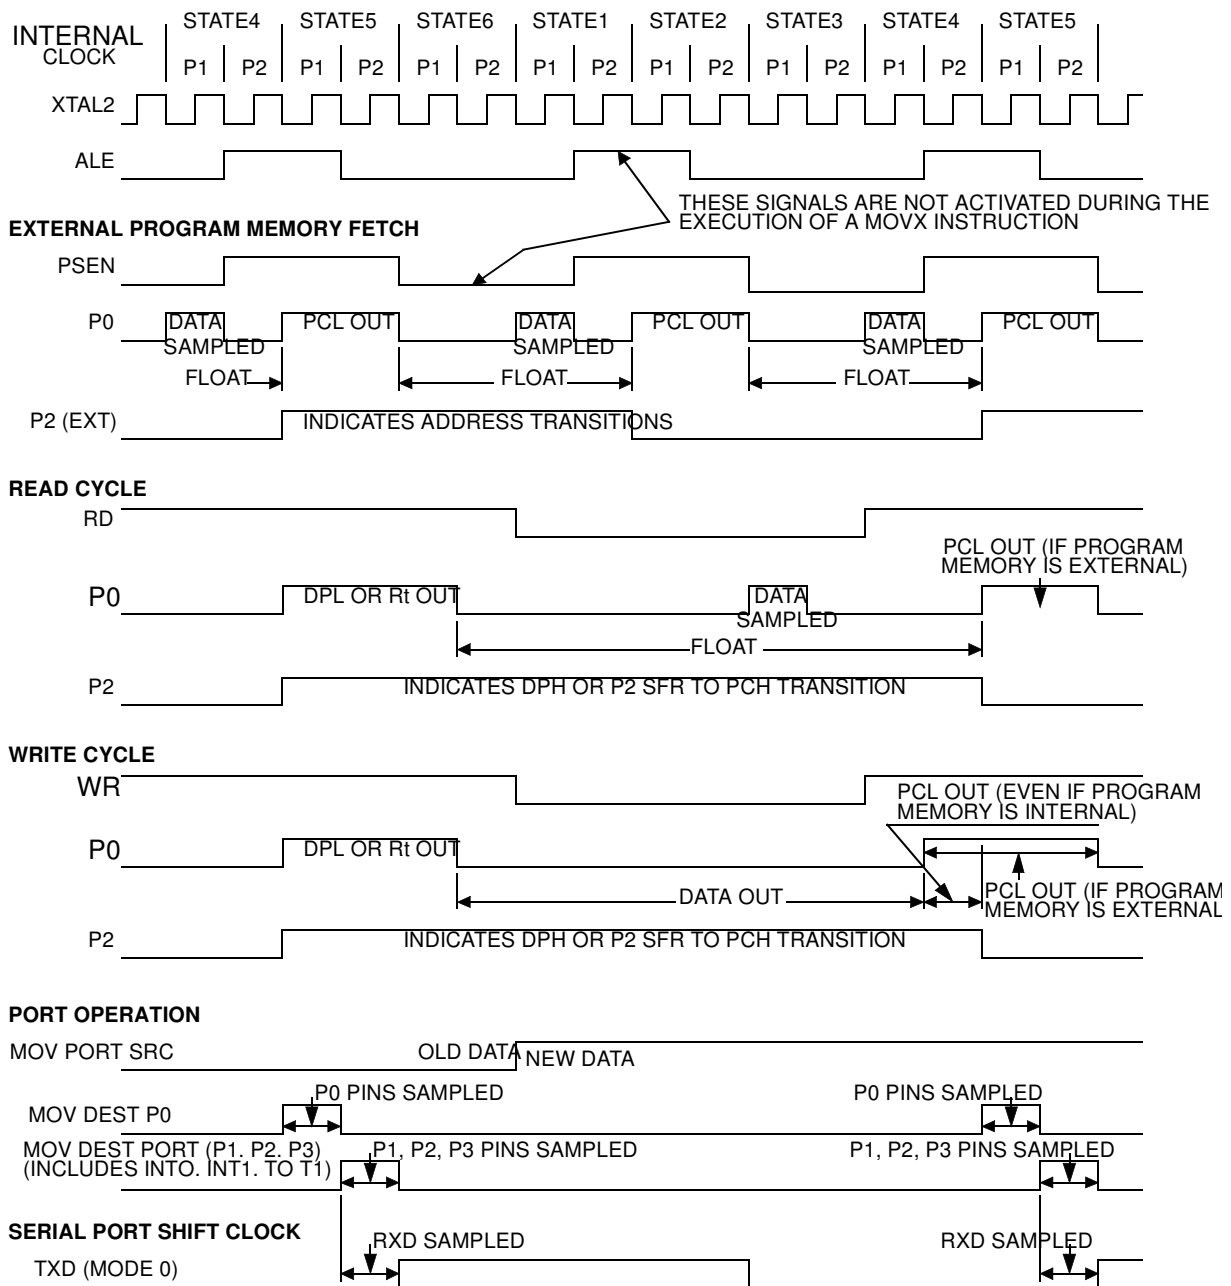 STATE4 STATE5 STATE6 STATE1 STATE2 STATE3 STATE4 STATE5
INTERNAL
CLOCK
P1 P2 P1 P2 P1 P2 P1 P2 P1 P2 P1 P2 P1 P2 P1 P2
XTAL2
ALE
THESE SIGNALS ARE NOT ACTIVATED DURING THE
EXECUTION OF A MOVX INSTRUCTION
EXTERNAL PROGRAM MEMORY FETCH
PSEN
P0 DATA PCL OUT DATA PCL OUT DATA PCL OUT
SAMPLED SAMPLED SAMPLED
FLOAT FLOAT FLOAT
P2 (EXT) INDICATES ADDRESS TRANSITIONS
READ CYCLE
RD
PCL OUT (IF PROGRAM
MEMORY IS EXTERNAL)
P0 DPL OR Rt OUT DATA
SAMPLED
FLOAT
P2 INDICATES DPH OR P2 SFR TO PCH TRANSITION
WRITE CYCLE
WR
PCL OUT (EVEN IF PROGRAM
MEMORY IS INTERNAL)
P0 DPL OR Rt OUT
DATA OUT
PCL OUT (IF PROGRAM
MEMORY IS EXTERNAL
P2 INDICATES DPH OR P2 SFR TO PCH TRANSITION
PORT OPERATION
MOV PORT SRC OLD DATA NEW DATA
P0 PINS SAMPLED P0 PINS SAMPLED
MOV DEST P0
MOV DEST PORT (P1. P2. P3) P1, P2, P3 PINS SAMPLED P1, P2, P3 PINS SAMPLED
(INCLUDES INTO. INT1. TO T1)
SERIAL PORT SHIFT CLOCK
RXD SAMPLED RXD SAMPLED
TXD (MODE 0)